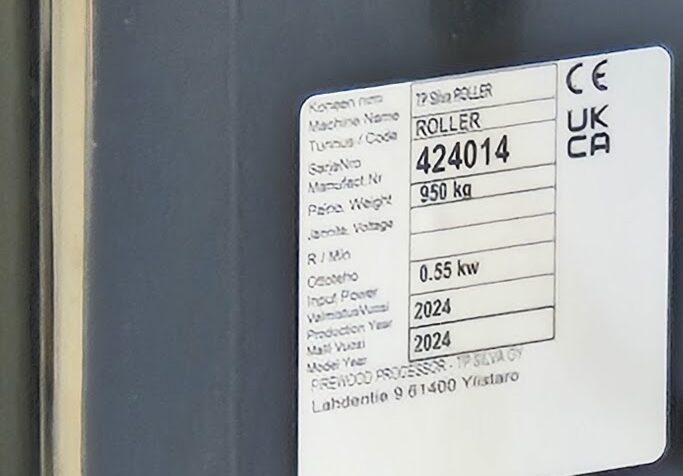 Koneen nimi
Machine Name TP Silva ROLLER
Tunnus / Code ROLLER
SarjaNro
Manufact.Nr 424014
Paino, Weight 950 kg
Jännite, Voltage
R / Min
Ottoteho
Input Power 0.55 kw
ValmistusVuosi
Production Year 2024
Malli Vuosi
Model Year 2024
FIREWOOD PROCESSOR - TP SILVA OY
Lahdentie 9 61400 Ylistaro
CE
UK
CA